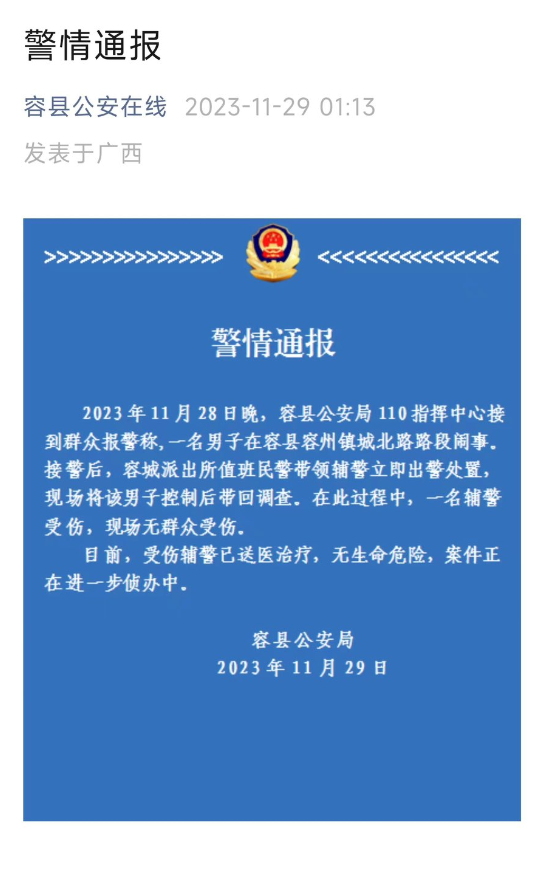 警情通报
容县公安在线 2023-11-29 01:13
发表于广西
>>>>>>>>>>>>>>>> <<<<<<<<<<<<<<<<
警情通报
2023年11月28日晚，容县公安局110指挥中心接
到群众报警称,一名男子在容县容州镇城北路路段闹事。
接警后，容城派出所值班民警带领辅警立即出警处置，
现场将该男子控制后带回调查。在此过程中，一名辅警
受伤，现场无群众受伤。
目前，受伤辅警已送医治疗，无生命危险，案件正
在进一步侦办中。
容县公安局
2023年11月29日